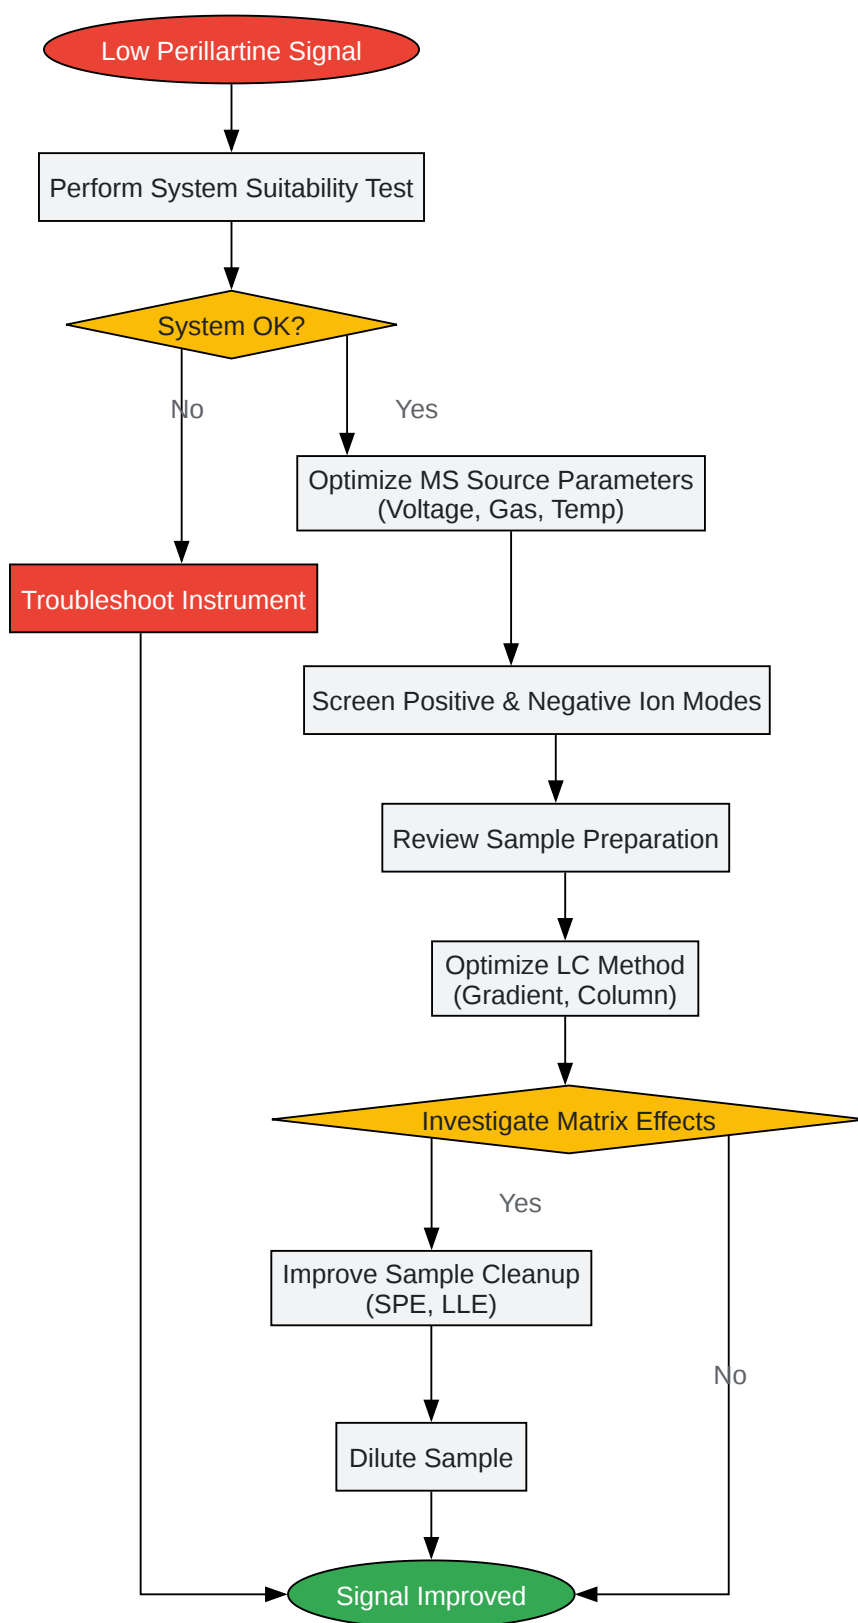 Low Perillartine Signal
Perform System Suitability Test
System OK?
No
Yes
Optimize MS Source Parameters
(Voltage, Gas, Temp)
Troubleshoot Instrument
Screen Positive & Negative Ion Modes
Review Sample Preparation
Optimize LC Method
(Gradient, Column)
Investigate Matrix Effects
Yes
Improve Sample Cleanup
(SPE, LLE)
No
Dilute Sample
Signal Improved